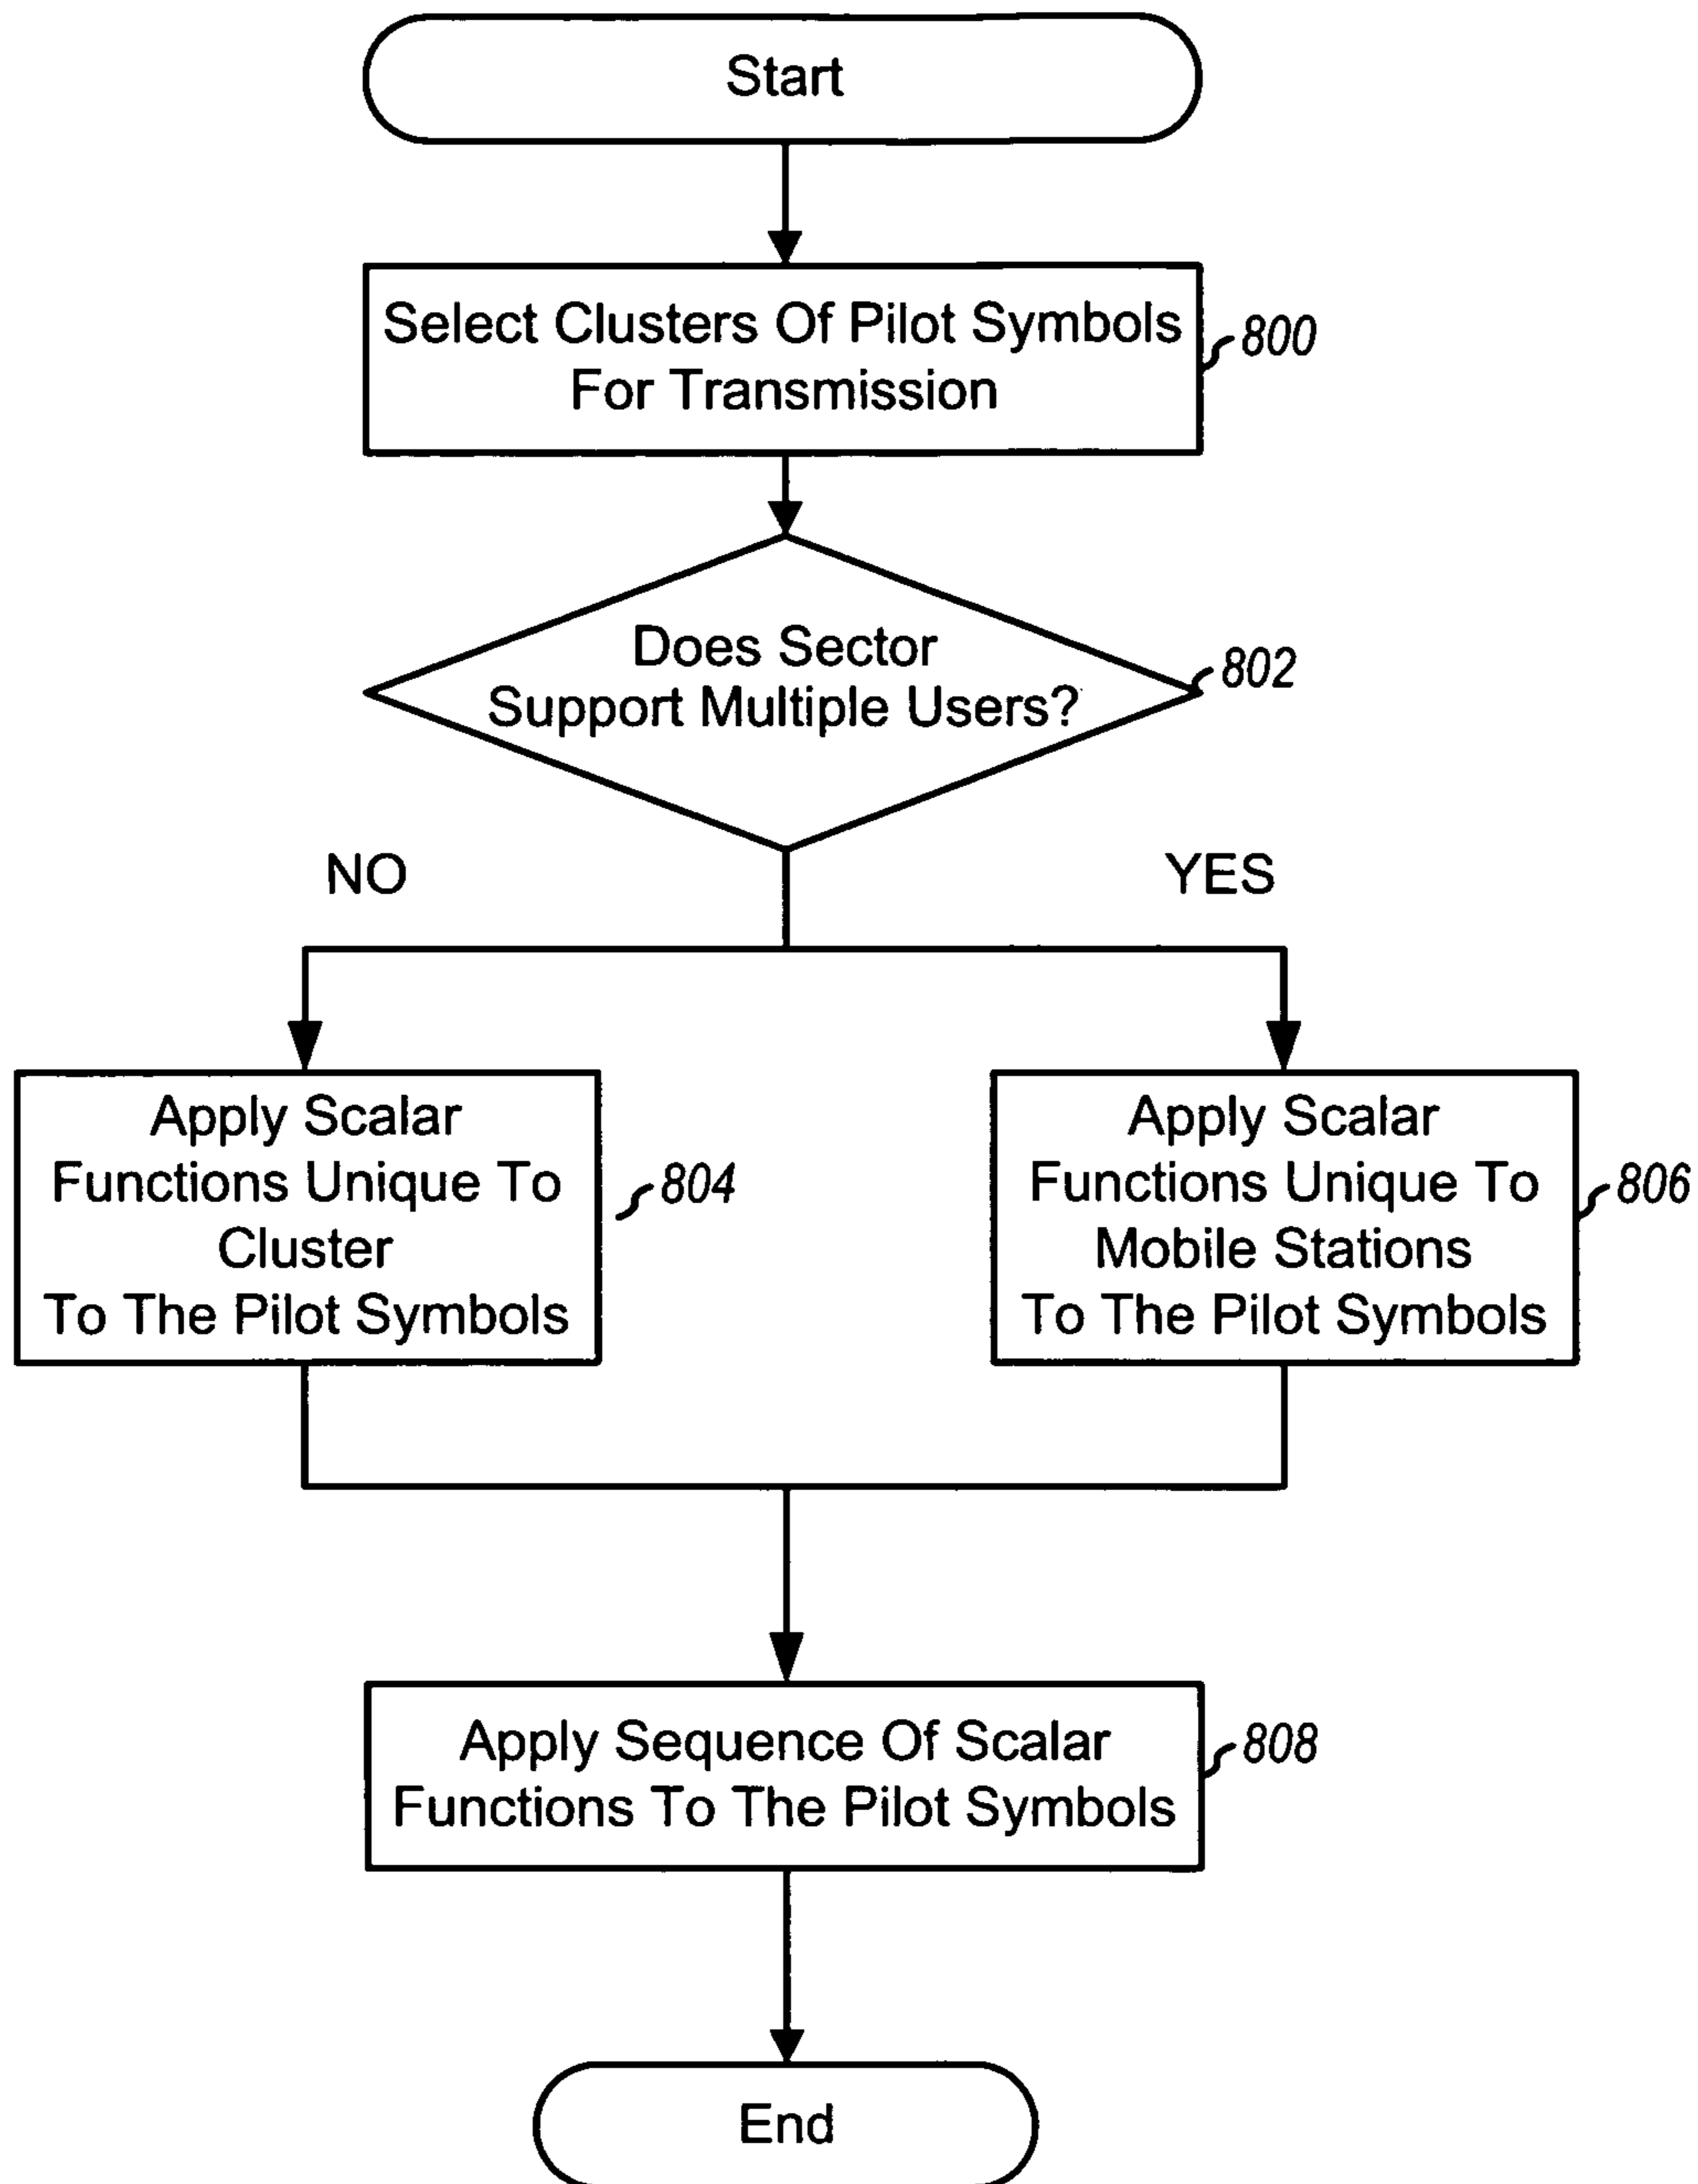 Start
Select Clusters Of Pilot Symbols
For Transmission
800
Does Sector
Support Multiple Users?
802
NO
YES
Apply Scalar
Functions Unique To
Cluster
To The Pilot Symbols
804
Apply Scalar
Functions Unique To
Mobile Stations
To The Pilot Symbols
806
Apply Sequence Of Scalar
Functions To The Pilot Symbols
808
End